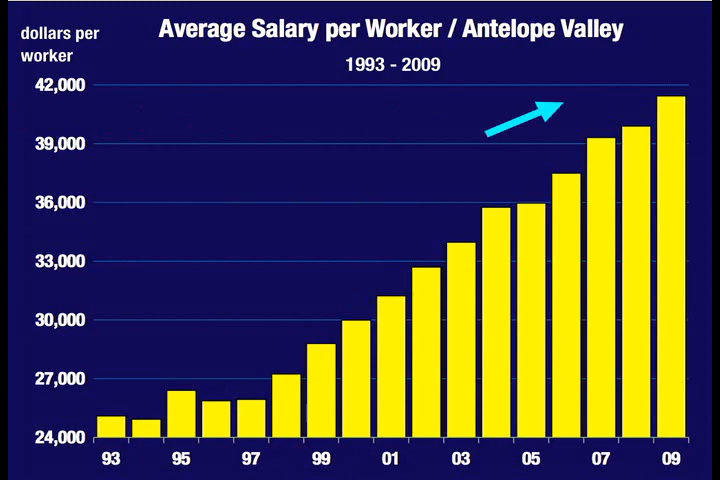 dollars per
worker
Average Salary per Worker / Antelope Valley
1993 - 2009
42,000
39,000
36,000
33,000
30,000
27,000
24,000
93 95 97 99 01 03 05 07 09